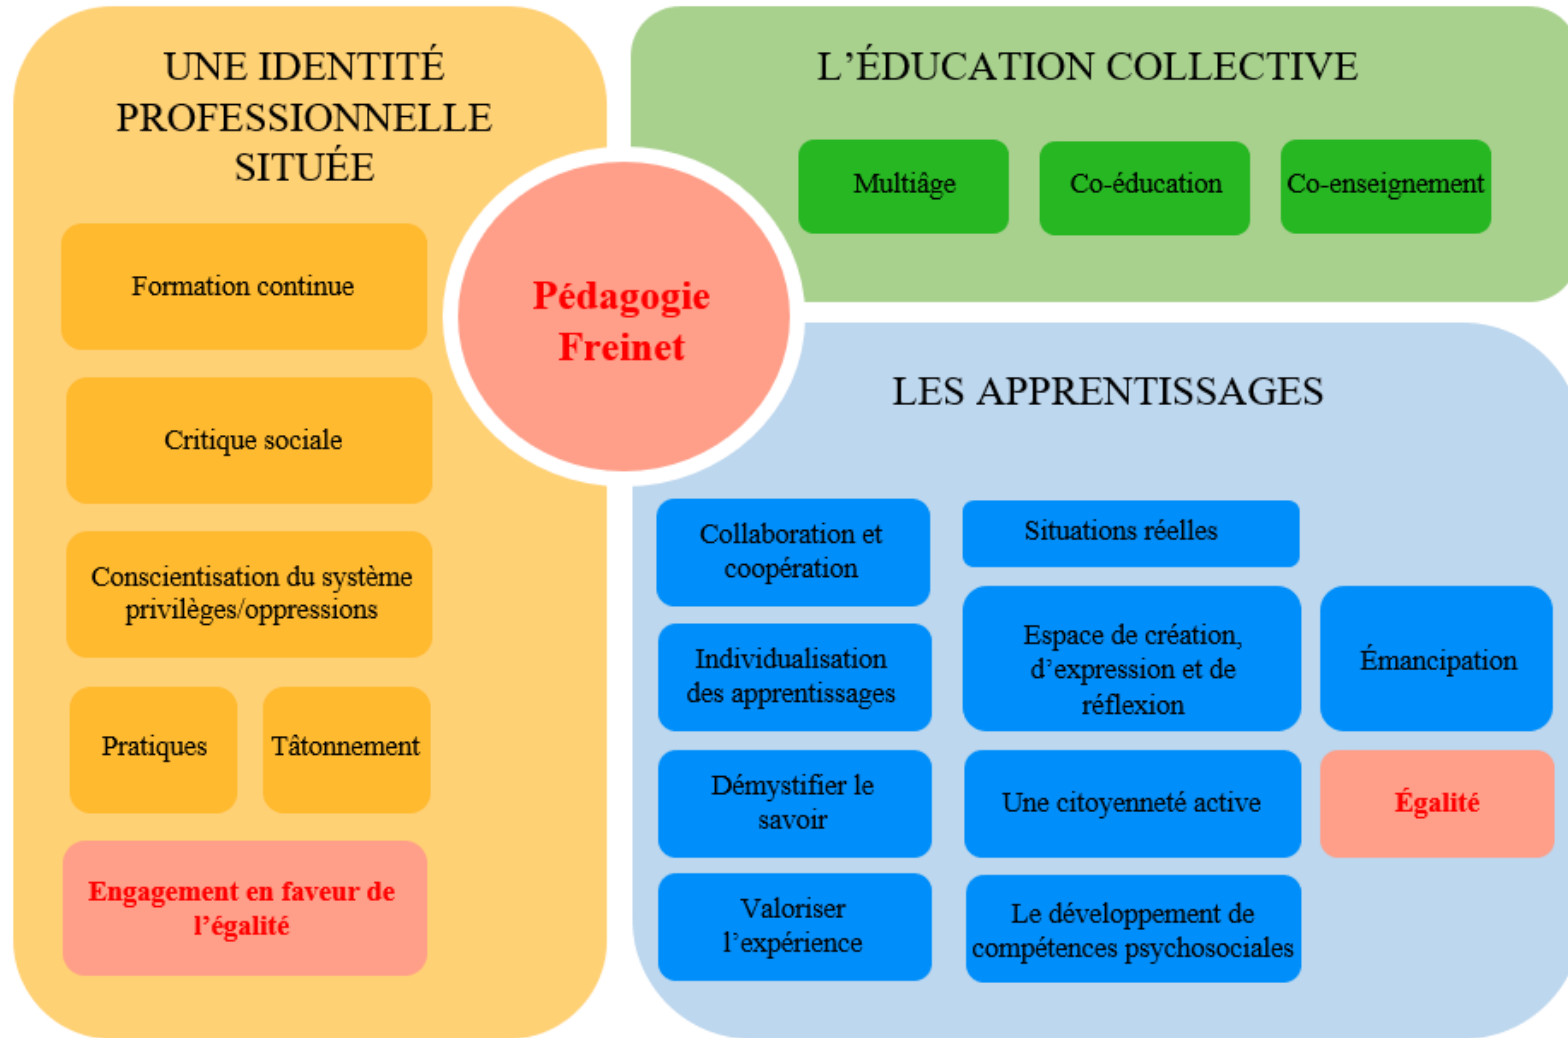 UNE IDENTITÉ
PROFESSIONNELLE
SITUÉE
Formation continue
Critique sociale
Conscientisation du système
privilèges/oppressions
Pratiques
Tâtonnement
Engagement en faveur de
l’égalité
Pédagogie
Freinet
L’ÉDUCATION COLLECTIVE
Multiâge
Co-éducation
Co-enseignement
LES APPRENTISSAGES
Collaboration et
coopération
Individualisation
des apprentissages
Démystifier le
savoir
Valoriser
l’expérience
Situations réelles
Espace de création,
d’expression et de
réflexion
Une citoyenneté active
Le développement de
compétences psychosociales
Émancipation
Égalité